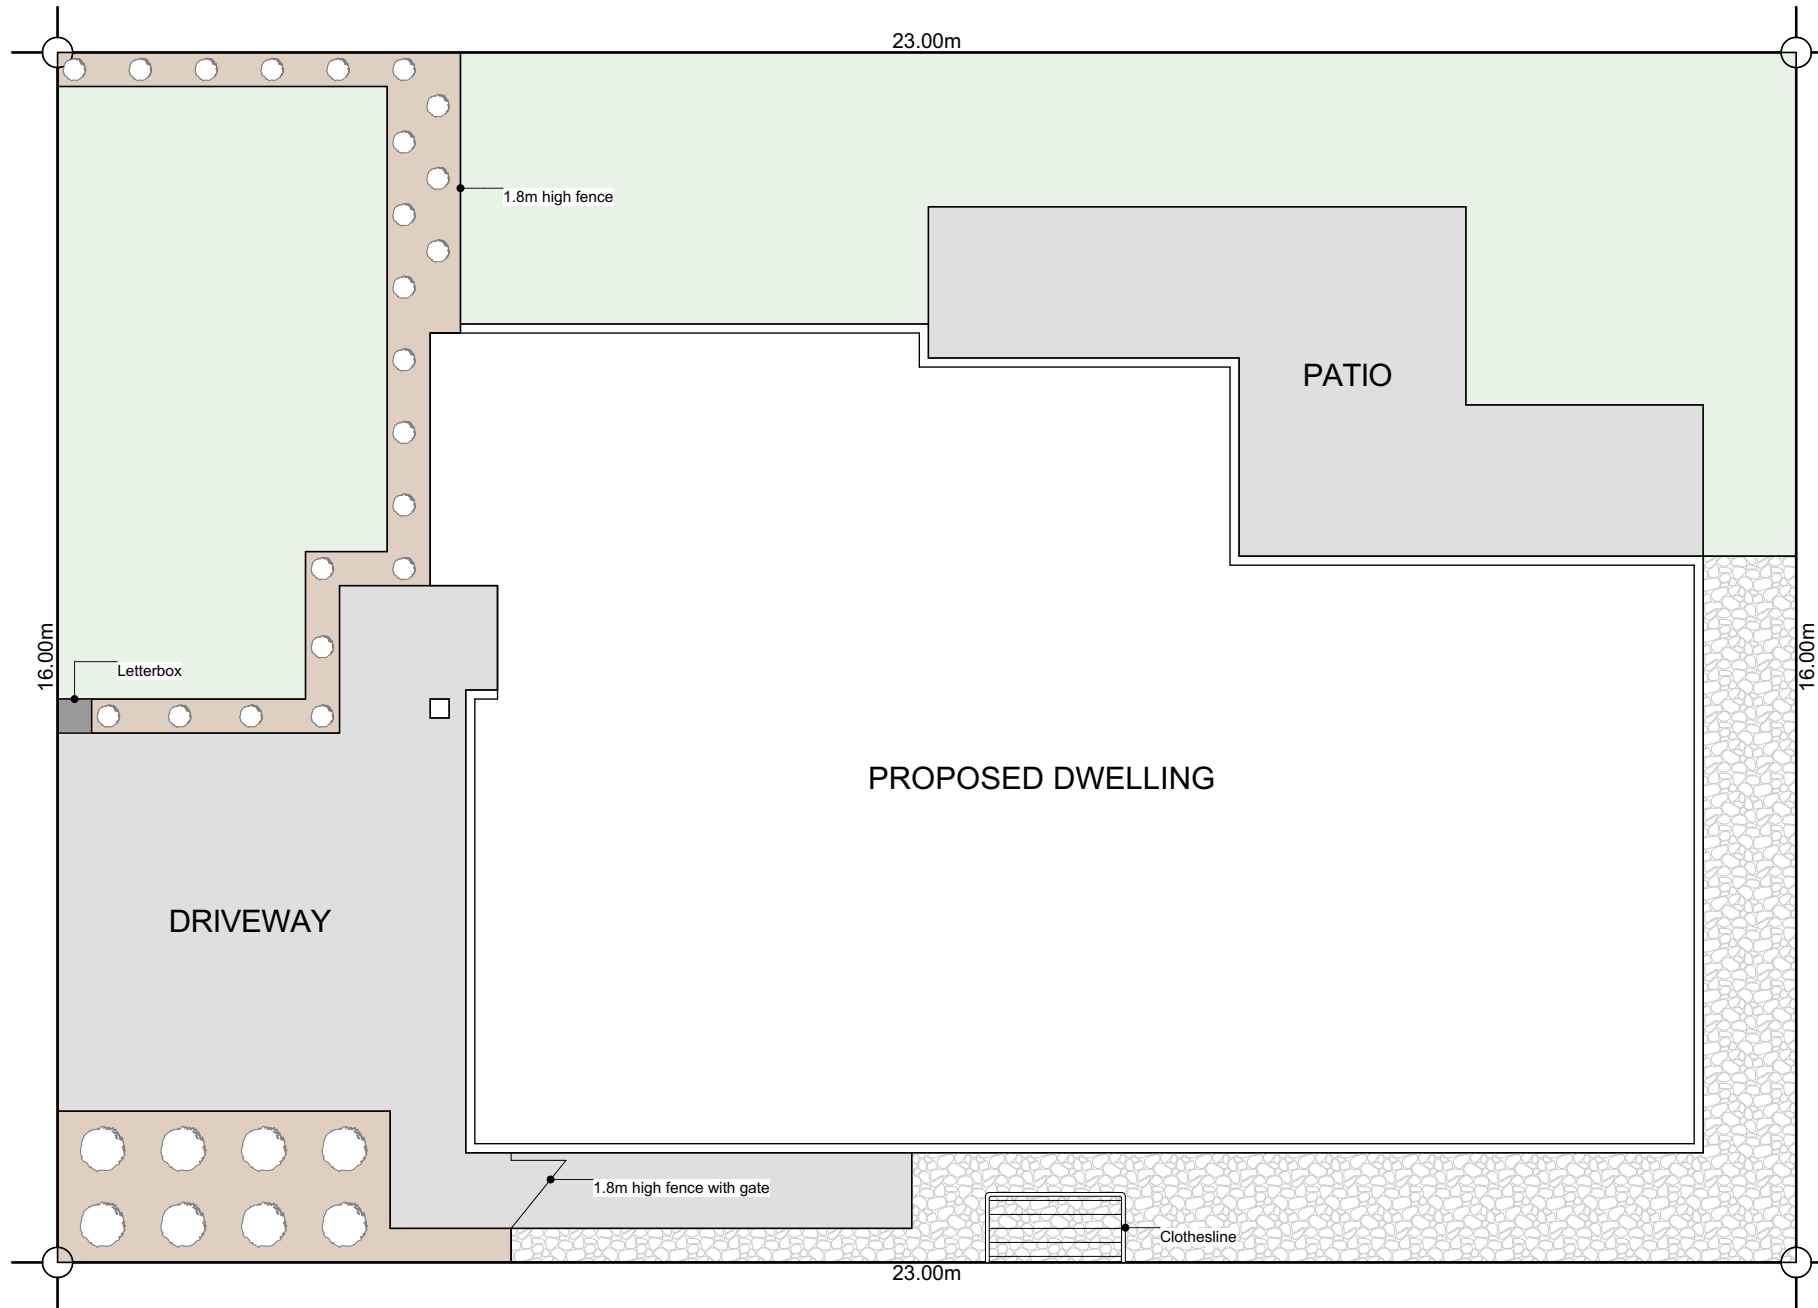 23.00m
1.8m high fence
PATIO
16.00m
16.00m
Letterbox
PROPOSED DWELLING
DRIVEWAY
1.8m high fence with gate
Clothesline
23.00m